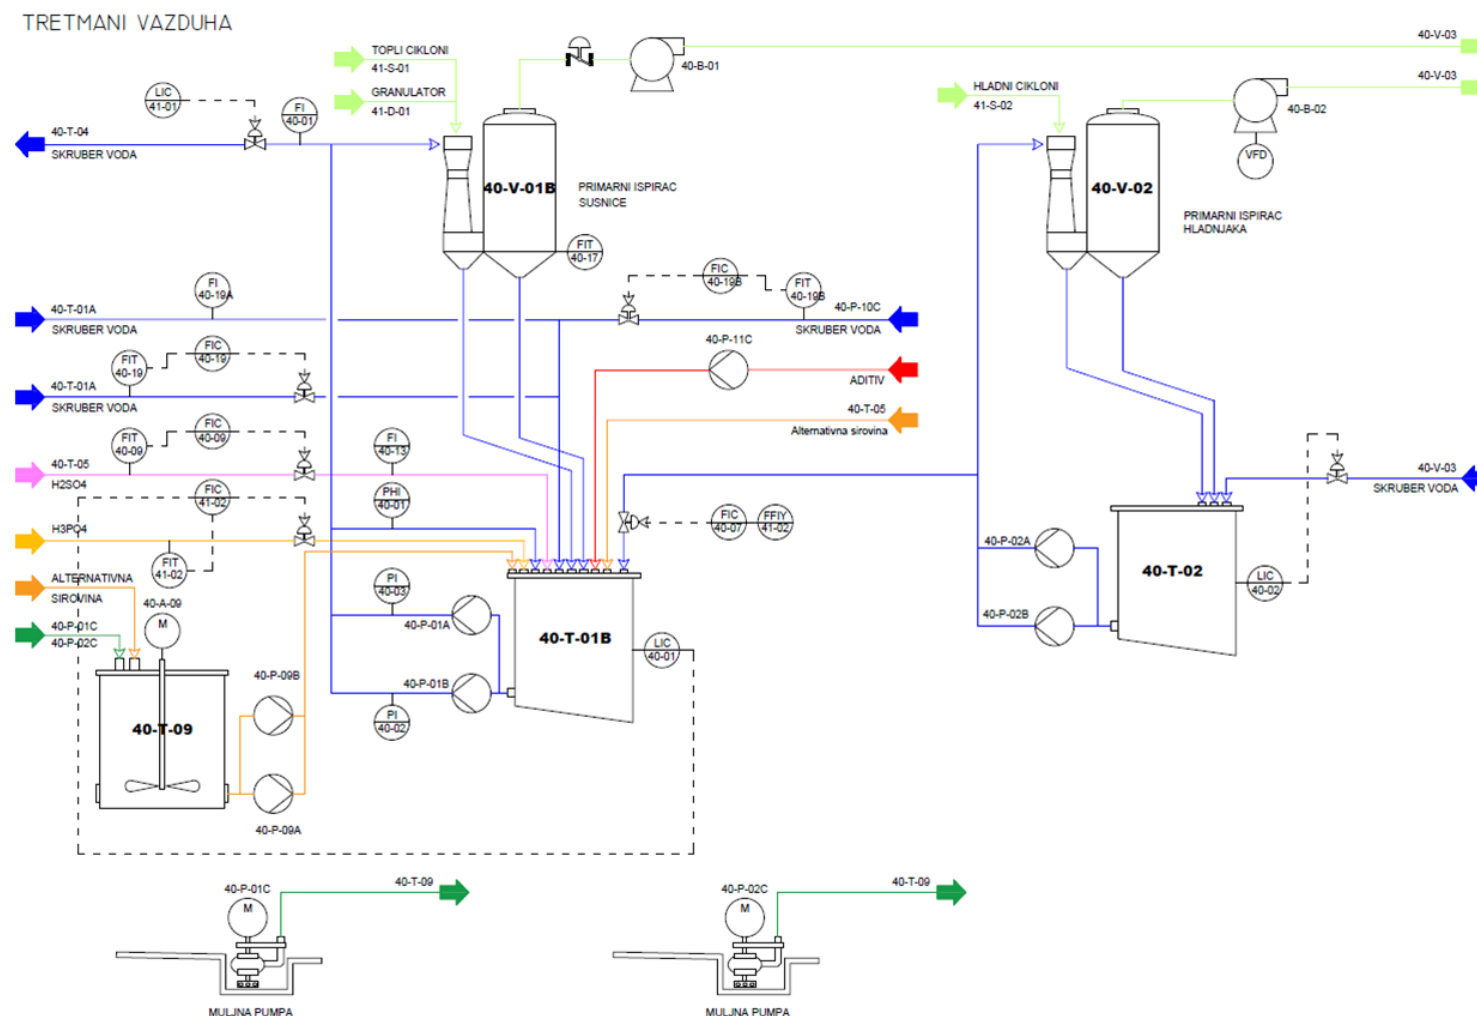 TRETMANI VAZDUHA
TOPLI CIKLONI
41-S-01
GRANULATOR
41-D-01
40-B-01
40-V-03
40-V-03
HLADNI CIKLONI
41-S-02
40-B-02
VFD
LIC
41-01
FI
40-01
40-T-04
SKRUBER VODA
40-V-01B
PRIMARNI ISPIRAC
SUSNICE
40-V-02
PRIMARNI ISPIRAC
HLADNJAKA
FIT
40-17
FI
40-19A
FIC
40-19B
FIT
40-19B
40-T-01A
SKRUBER VODA
40-P-10C
SKRUBER VODA
FIT
40-19
FIC
40-19
40-P-11C
ADITIV
40-T-01A
SKRUBER VODA
40-T-05
Alternativna sirovina
FIT
40-09
FIC
40-09
FI
40-13
40-T-05
H2SO4
40-V-03
SKRUBER VODA
FIC
41-02
PHI
40-01
FIC
40-07
FFIY
41-02
H3PO4
FIT
41-02
40-P-02A
40-T-02
LIC
40-02
40-P-02B
ALTERNATIVNA
SIROVINA
40-A-09
M
PI
40-03
40-P-01A
40-P-01C
40-P-02C
40-T-01B
LIC
40-01
40-P-09B
40-P-01B
PI
40-02
40-T-09
40-P-09A
40-P-01C
M
40-T-09
MULJNA PUMPA
40-P-02C
M
40-T-09
MULJNA PUMPA